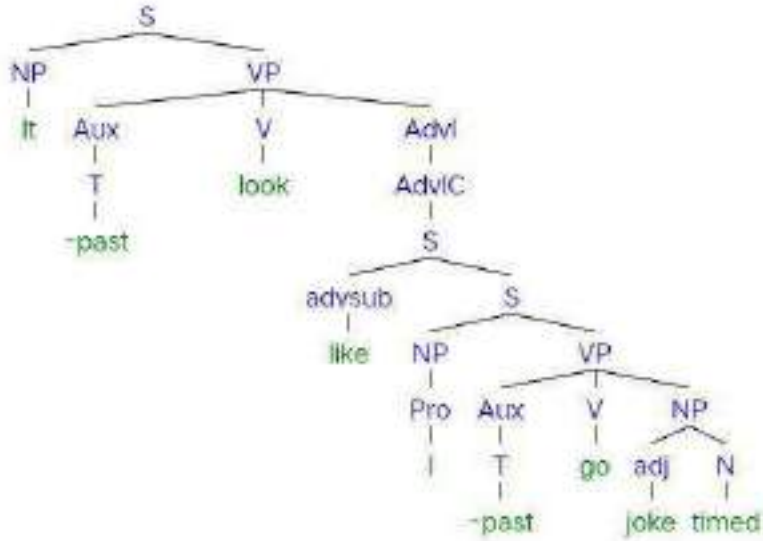 S
NP VP
It Aux V Advl
T look AdvlC
-past S
advsub S
like NP VP
Pro Aux V NP
I T go adj N
-past joke timed